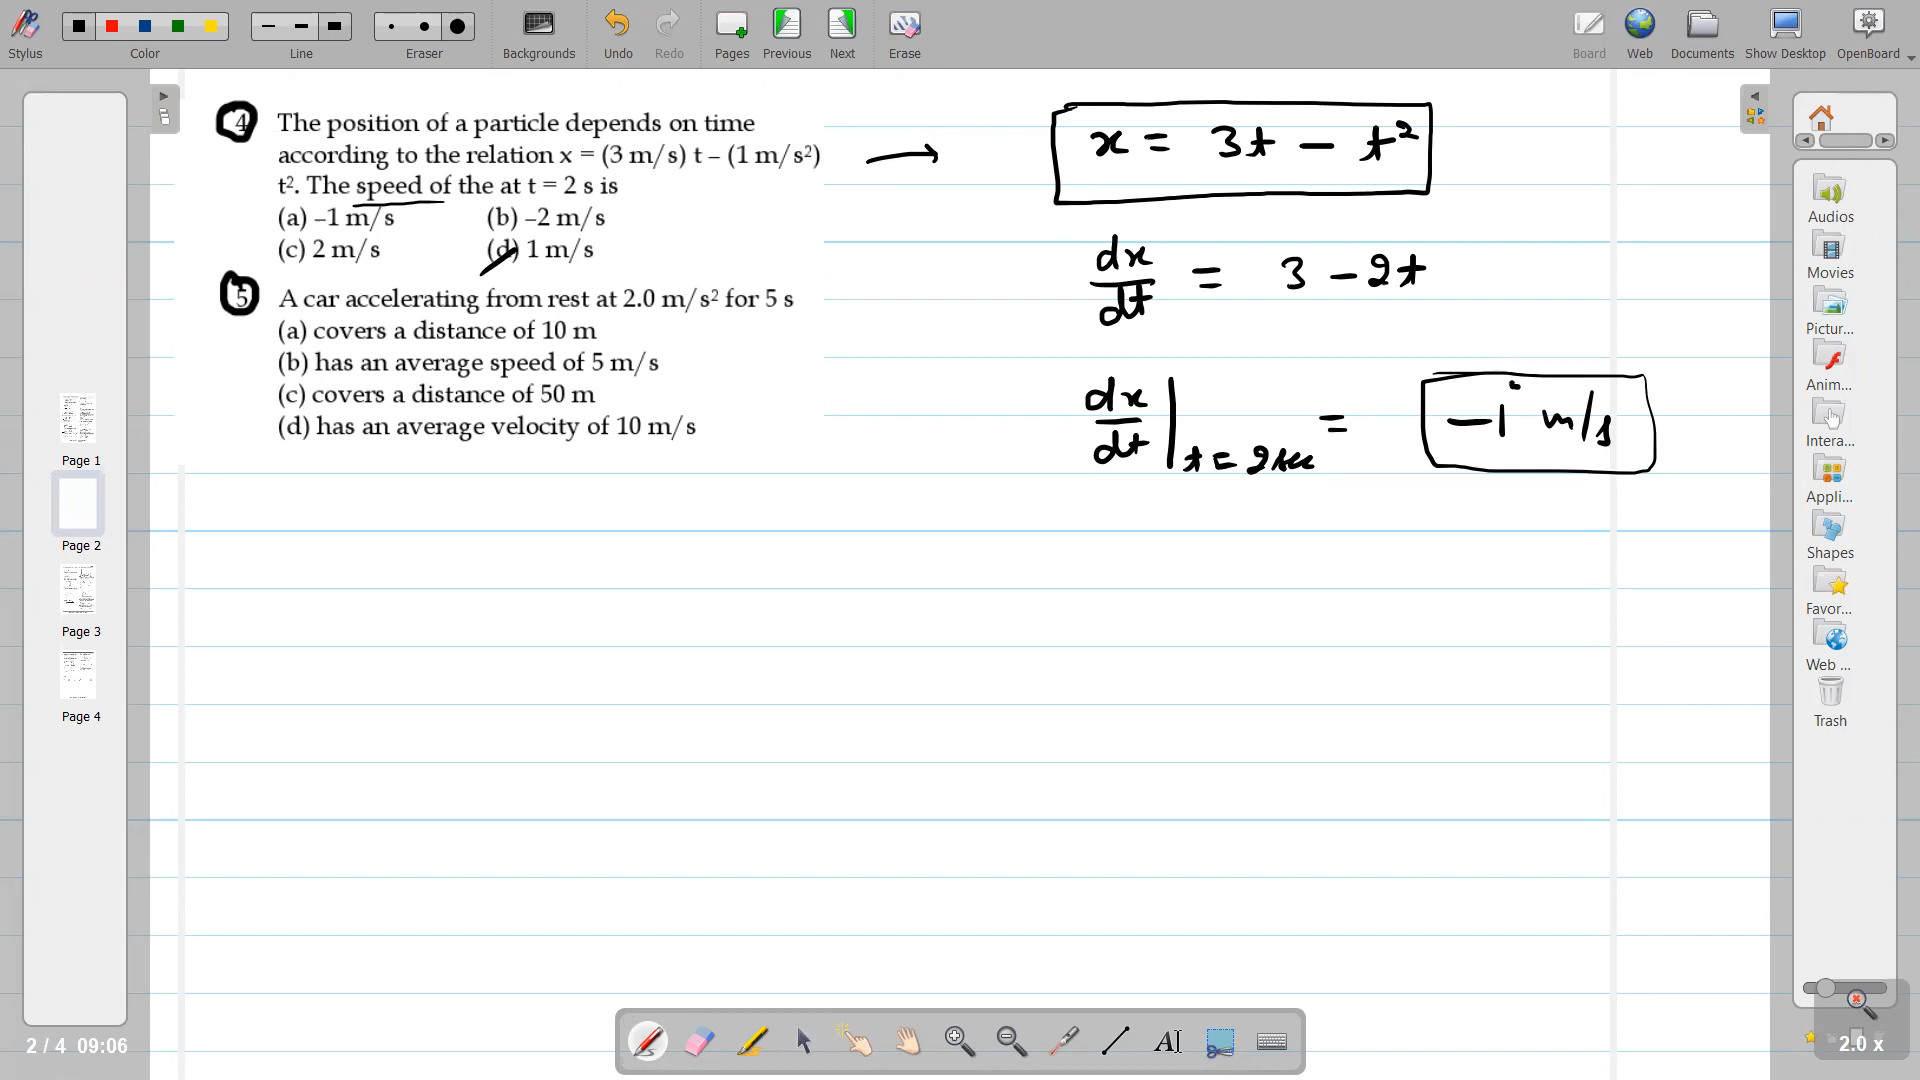 Stylus
Color
Line
Eraser
Backgrounds
Undo
Redo
Pages
Previous
Next
Erase
Board
Web
Documents
Show Desktop
OpenBoard
4 The position of a particle depends on time
according to the relation x = (3 m/s) t – (1 m/s²)
t². The speed of the at t = 2 s is
(a) –1 m/s (b) –2 m/s
(c) 2 m/s (d) 1 m/s
5 A car accelerating from rest at 2.0 m/s² for 5 s
(a) covers a distance of 10 m
(b) has an average speed of 5 m/s
(c) covers a distance of 50 m
(d) has an average velocity of 10 m/s
x = 3t – t²
dx/dt = 3 – 2t
dx/dt | t = 2 sec = –1 m/s
Page 1
Page 2
Page 3
Page 4
Audios
Movies
Pictur...
Anim...
Intera...
Appli...
Shapes
Favor...
Web ...
Trash
2 / 4 09:06
2.0 x